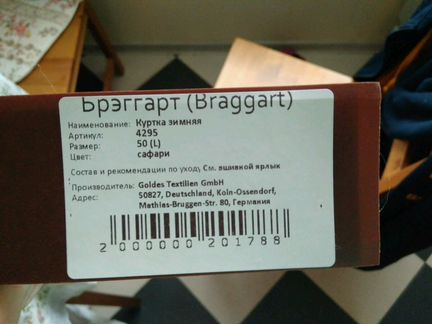 Брэггарт (Braggart)
Наименование: Куртка зимняя
Артикул: 4295
Размер: 50 (L)
Цвет: сафари
Состав и рекомендации по уходу См. вшивной ярлык
Производитель: Goldes Textilien GmbH
Адрес: 50827, Deutschland, Koln-Ossendorf,
Mathias-Bruggen-Str. 80, Германия
2 000000 201788